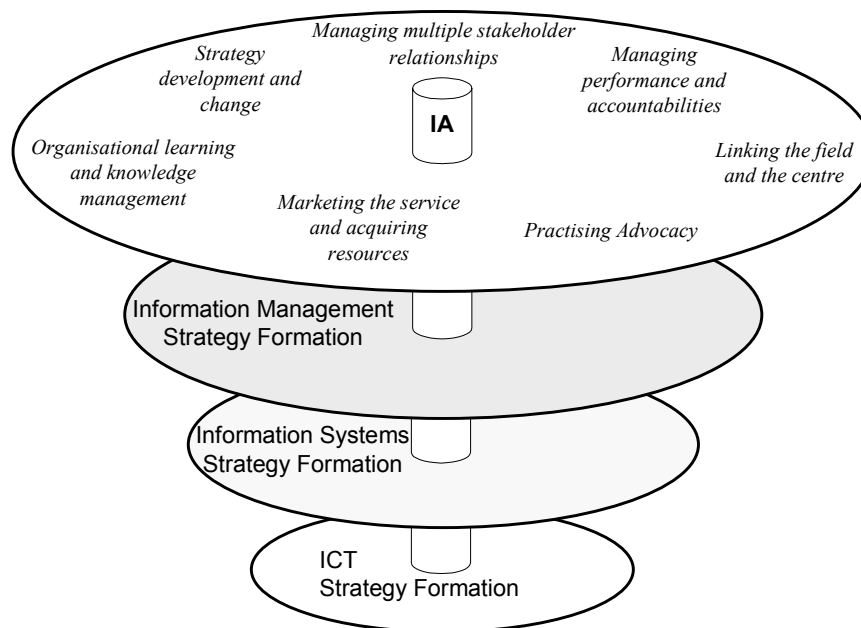 Managing multiple stakeholder
relationships
Strategy
development and
change
Managing
performance and
accountabilities
IA
Organisational learning
and knowledge
management
Linking the field
and the centre
Marketing the service
and acquiring
resources
Practising Advocacy
Information Management
Strategy Formation
Information Systems
Strategy Formation
ICT
Strategy Formation